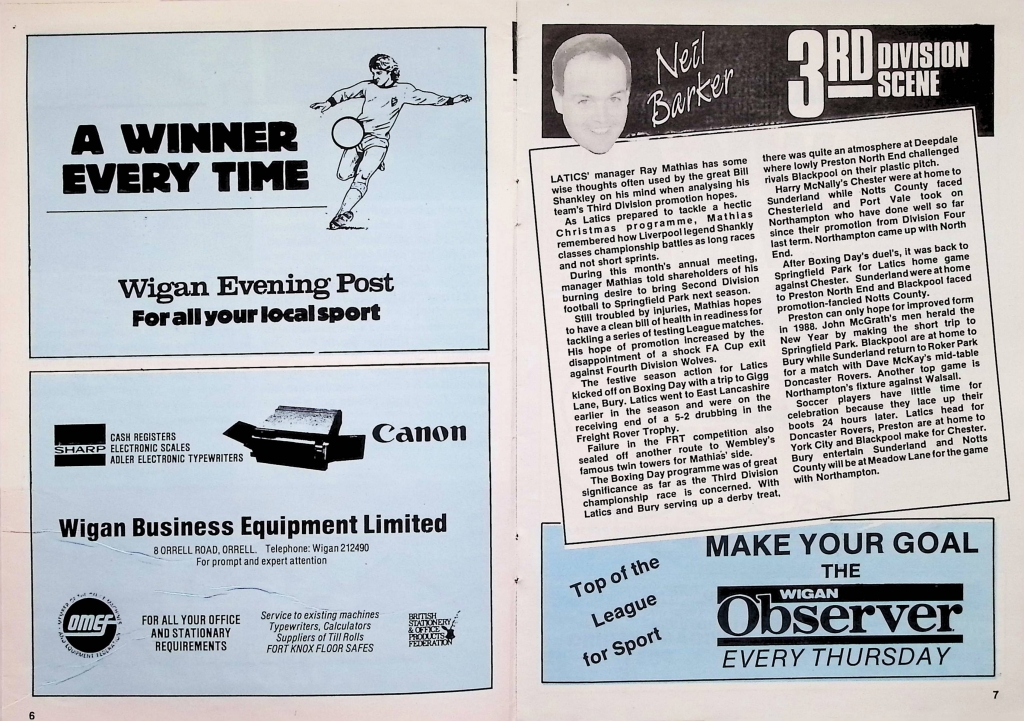 A WINNER
EVERY TIME
Wigan Evening Post
For all your local sport
SHARP
CASH REGISTERS
ELECTRONIC SCALES
ADLER ELECTRONIC TYPEWRITERS
Canon
Wigan Business Equipment Limited
8 ORRELL ROAD, ORRELL. Telephone: Wigan 212490
For prompt and expert attention
OMEF
FOR ALL YOUR OFFICE
AND STATIONARY
REQUIREMENTS
Service to existing machines
Typewriters, Calculators
Suppliers of Till Rolls
FORT KNOX FLOOR SAFES
BRITISH
STATIONERY
& OFFICE
PRODUCTS
FEDERATION
6
Neil
Barker
3RD DIVISION
SCENE
LATICS' manager Ray Mathias has some
wise thoughts often used by the great Bill
Shankley on his mind when analysing his
team's Third Division promotion hopes.
As Latics prepared to tackle a hectic
Christmas programme, Mathias
remembered how Liverpool legend Shankly
classes championship battles as long races
and not short sprints.
During this month's annual meeting,
manager Mathias told shareholders of his
burning desire to bring Second Division
football to Springfield Park next season.
Still troubled by injuries, Mathias hopes
to have a clean bill of health in readiness for
tackling a series of testing League matches.
His hope of promotion increased by the
disappointment of a shock FA Cup exit
against Fourth Division Wolves.
The festive season action for Latics
kicked off on Boxing Day with a trip to Gigg
Lane, Bury. Latics went to East Lancashire
earlier in the season and were on the
receiving end of a 5-2 drubbing in the
Freight Rover Trophy.
Failure in the FRT competition also
sealed off another route to Wembley's
famous twin towers for Mathias' side.
The Boxing Day programme was of great
significance as far as the Third Division
championship race is concerned. With
Latics and Bury serving up a derby treat,
there was quite an atmosphere at Deepdale
where lowly Preston North End challenged
rivals Blackpool on their plastic pitch.
Harry McNally's Chester were at home to
Sunderland while Notts County faced
Chesterield and Port Vale took on
Northampton who have done well so far
since their promotion from Division Four
last term. Northampton came up with North
End.
After Boxing Day's duel's, it was back to
Springfield Park for Latics home game
against Chester. Sunderland were at home
to Preston North End and Blackpool faced
promotion-fancied Notts County.
Preston can only hope for improved form
in 1988. John McGrath's men herald the
New Year by making the short trip to
Springfield Park. Blackpool are at home to
Bury while Sunderland return to Roker Park
for a match with Dave McKay's mid-table
Doncaster Rovers. Another top game is
Northampton's fixture against Walsall.
Soccer players have little time for
celebration because they lace up their
boots 24 hours later. Latics head for
Doncaster Rovers, Preston are at home to
York City and Blackpool make for Chester.
Bury entertain Sunderland and Notts
County will be at Meadow Lane for the game
with Northampton.
Top of the
League
for Sport
MAKE YOUR GOAL
THE
WIGAN
Observer
EVERY THURSDAY
7